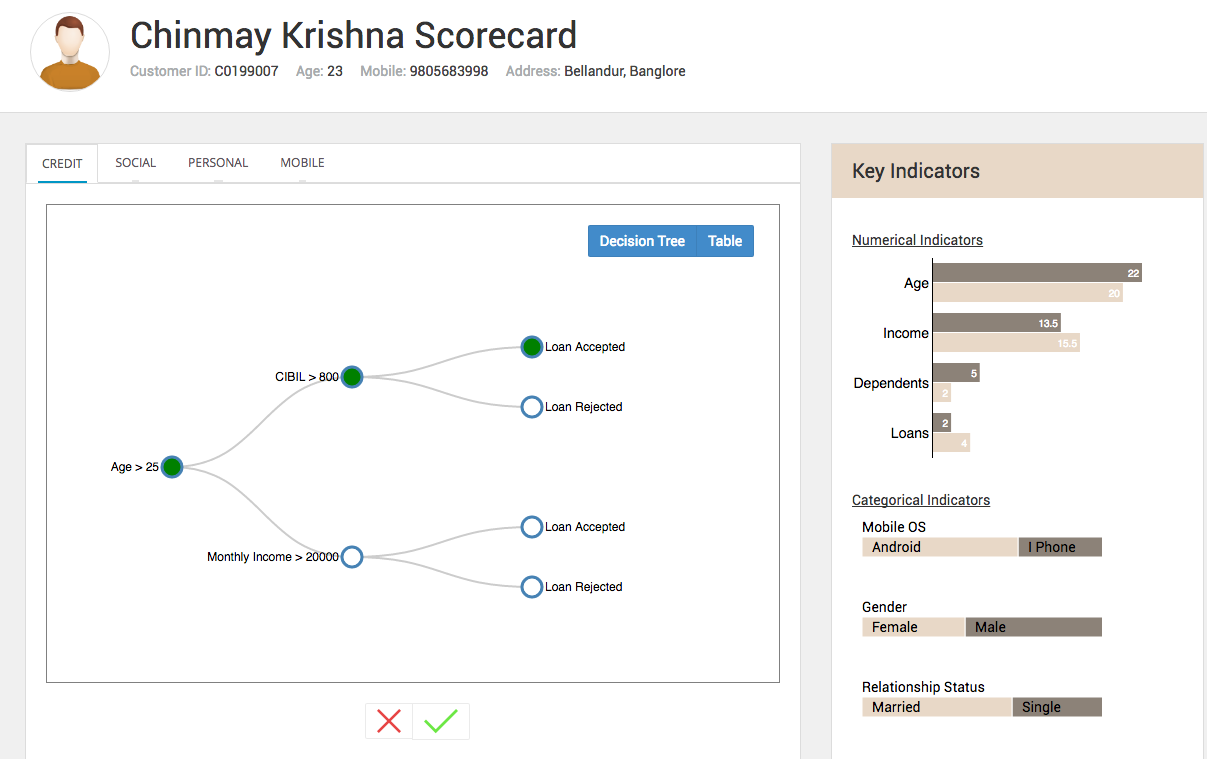 Chinmay Krishna Scorecard
Customer ID: C0199007 Age: 23 Mobile: 9805683998 Address: Bellandur, Banglore
CREDIT SOCIAL PERSONAL MOBILE
Decision Tree Table
Loan Accepted
CIBIL > 800
Loan Rejected
Age > 25
Loan Accepted
Monthly Income > 20000
Loan Rejected
Key Indicators
Numerical Indicators
Age 22
20
Income 13.5
15.5
Dependents 5
2
Loans 2
4
Categorical Indicators
Mobile OS
Android I Phone
Gender
Female Male
Relationship Status
Married Single